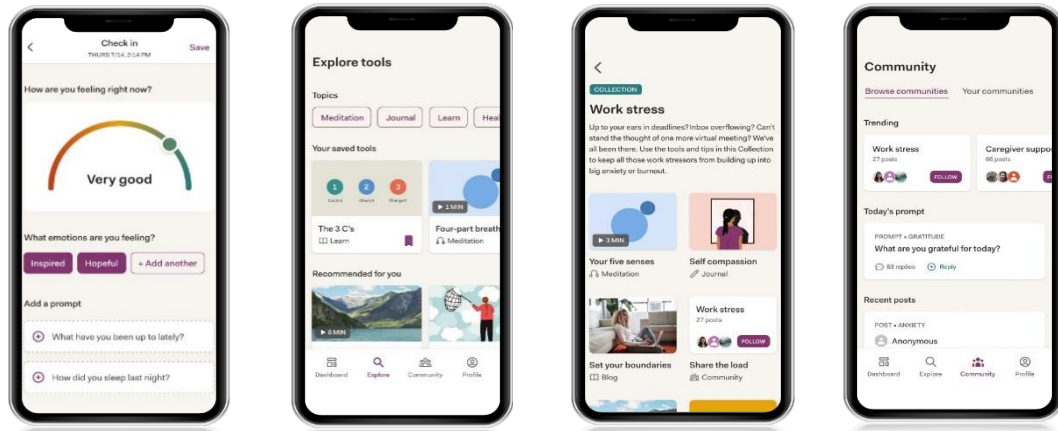 Check in
THURS 7/14, 2:14 PM
Save
How are you feeling right now?
Very good
What emotions are you feeling?
Inspired
Hopeful
+ Add another
Add a prompt
What have you been up to lately?
How did you sleep last night?
Explore tools
Topics
Meditation
Journal
Learn
Heal
Your saved tools
1
2
3
The 3 C's
Learn
1 MIN
Four-part breath
Meditation
Recommended for you
8 MIN
Dashboard
Explore
Community
Profile
COLLECTION
Work stress
Up to your ears in deadlines? Inbox overflowing? Can't
stand the thought of one more virtual meeting? We've
all been there. Use the tools and tips in this Collection
to keep all those work stressors from building up into
big anxiety or burnout.
3 MIN
Your five senses
Meditation
Self compassion
Journal
Work stress
27 posts
FOLLOW
Set your boundaries
Blog
Share the load
Community
Community
Browse communities
Your communities
Trending
Work stress
27 posts
FOLLOW
Caregiver suppo
66 posts
F
Today's prompt
PROMPT • GRATITUDE
What are you grateful for today?
83 replies
Reply
Recent posts
POST • ANXIETY
Anonymous
Dashboard
Explore
Community
Profile